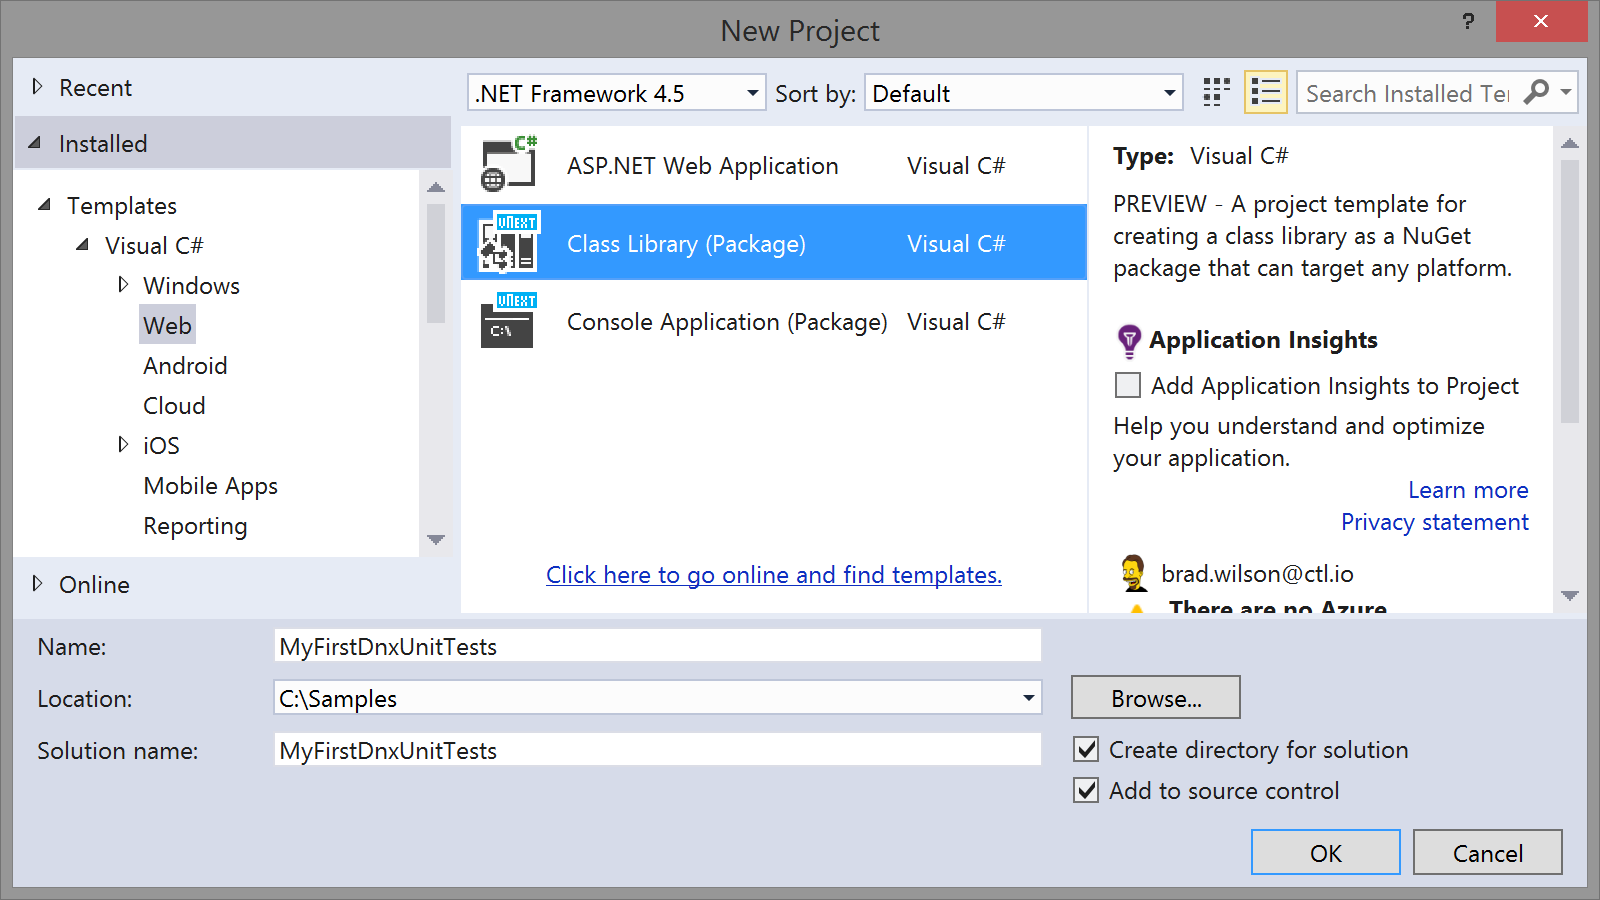 New Project
?
Recent
Installed
Templates
Visual C#
Windows
Web
Android
Cloud
iOS
Mobile Apps
Reporting
Online
.NET Framework 4.5
Sort by:
Default
Search Installed Te
C#
ASP.NET Web Application
Visual C#
vNEXT
Class Library (Package)
Visual C#
vNEXT
C:\
Console Application (Package)
Visual C#
Click here to go online and find templates.
Type: Visual C#
PREVIEW - A project template for
creating a class library as a NuGet
package that can target any platform.
Application Insights
Add Application Insights to Project
Help you understand and optimize
your application.
Learn more
Privacy statement
brad.wilson@ctl.io
There are no Azure
Name:
MyFirstDnxUnitTests
Location:
C:\Samples
Browse...
Solution name:
MyFirstDnxUnitTests
Create directory for solution
Add to source control
OK
Cancel